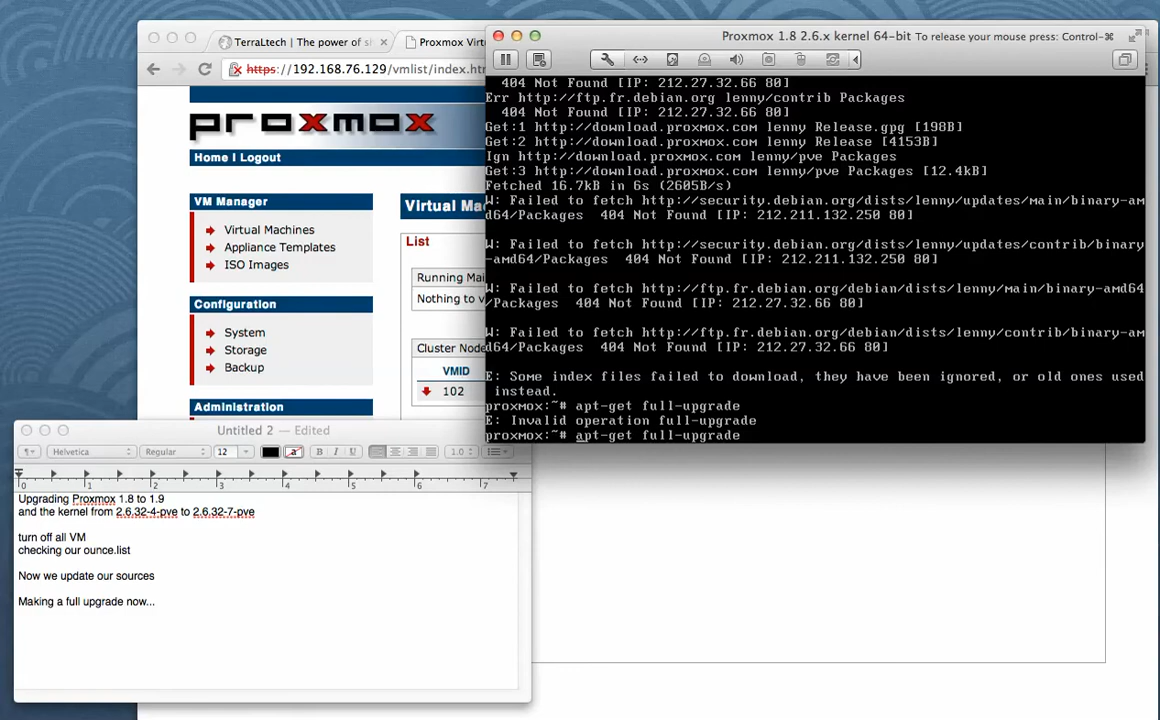 TerraLtech | The power of s
Proxmox Virt
https://192.168.76.129/vmlist/index.htm
proxmox
Home | Logout
VM Manager
Virtual Machines
Appliance Templates
ISO Images
Configuration
System
Storage
Backup
Administration
Virtual Ma
List
Running Mai
Nothing to v
Cluster Node
VMID
102
Proxmox 1.8 2.6.x kernel 64-bit To release your mouse press: Control-⌘
404 Not Found [IP: 212.27.32.66 80]
Err http://ftp.fr.debian.org lenny/contrib Packages
404 Not Found [IP: 212.27.32.66 80]
Get:1 http://download.proxmox.com lenny Release.gpg [198B]
Get:2 http://download.proxmox.com lenny Release [4153B]
Ign http://download.proxmox.com lenny/pve Packages
Get:3 http://download.proxmox.com lenny/pve Packages [12.4kB]
Fetched 16.7kB in 6s (2605B/s)
W: Failed to fetch http://security.debian.org/dists/lenny/updates/main/binary-am
d64/Packages  404 Not Found [IP: 212.211.132.250 80]
W: Failed to fetch http://security.debian.org/dists/lenny/updates/contrib/binary
-amd64/Packages  404 Not Found [IP: 212.211.132.250 80]
W: Failed to fetch http://ftp.fr.debian.org/debian/dists/lenny/main/binary-amd64
/Packages  404 Not Found [IP: 212.27.32.66 80]
W: Failed to fetch http://ftp.fr.debian.org/debian/dists/lenny/contrib/binary-am
d64/Packages  404 Not Found [IP: 212.27.32.66 80]
E: Some index files failed to download, they have been ignored, or old ones used
instead.
proxmox:~# apt-get full-upgrade
E: Invalid operation full-upgrade
proxmox:~# apt-get full-upgrade
Untitled 2 — Edited
Helvetica
Regular
12
B I U
1.0
0 1 2 3 4 5 6 7
Upgrading Proxmox 1.8 to 1.9
and the kernel from 2.6.32-4-pve to 2.6.32-7-pve
turn off all VM
checking our ounce.list
Now we update our sources
Making a full upgrade now...